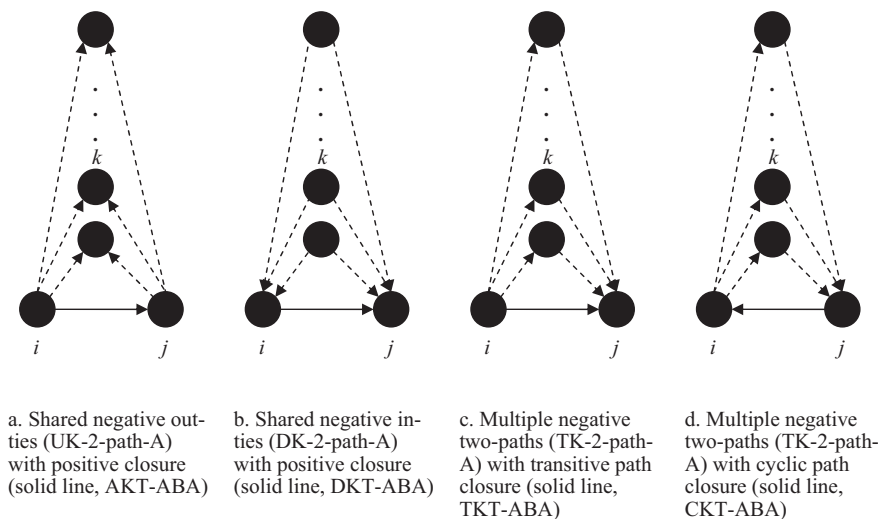 k
k
k
k
i
j
i
j
i
j
i
j
a. Shared negative out-
ties (UK-2-path-A)
with positive closure
(solid line, AKT-ABA)
b. Shared negative in-
ties (DK-2-path-A)
with positive closure
(solid line, DKT-ABA)
c. Multiple negative
two-paths (TK-2-path-
A) with transitive path
closure (solid line,
TKT-ABA)
d. Multiple negative
two-paths (TK-2-path-
A) with cyclic path
closure (solid line,
CKT-ABA)